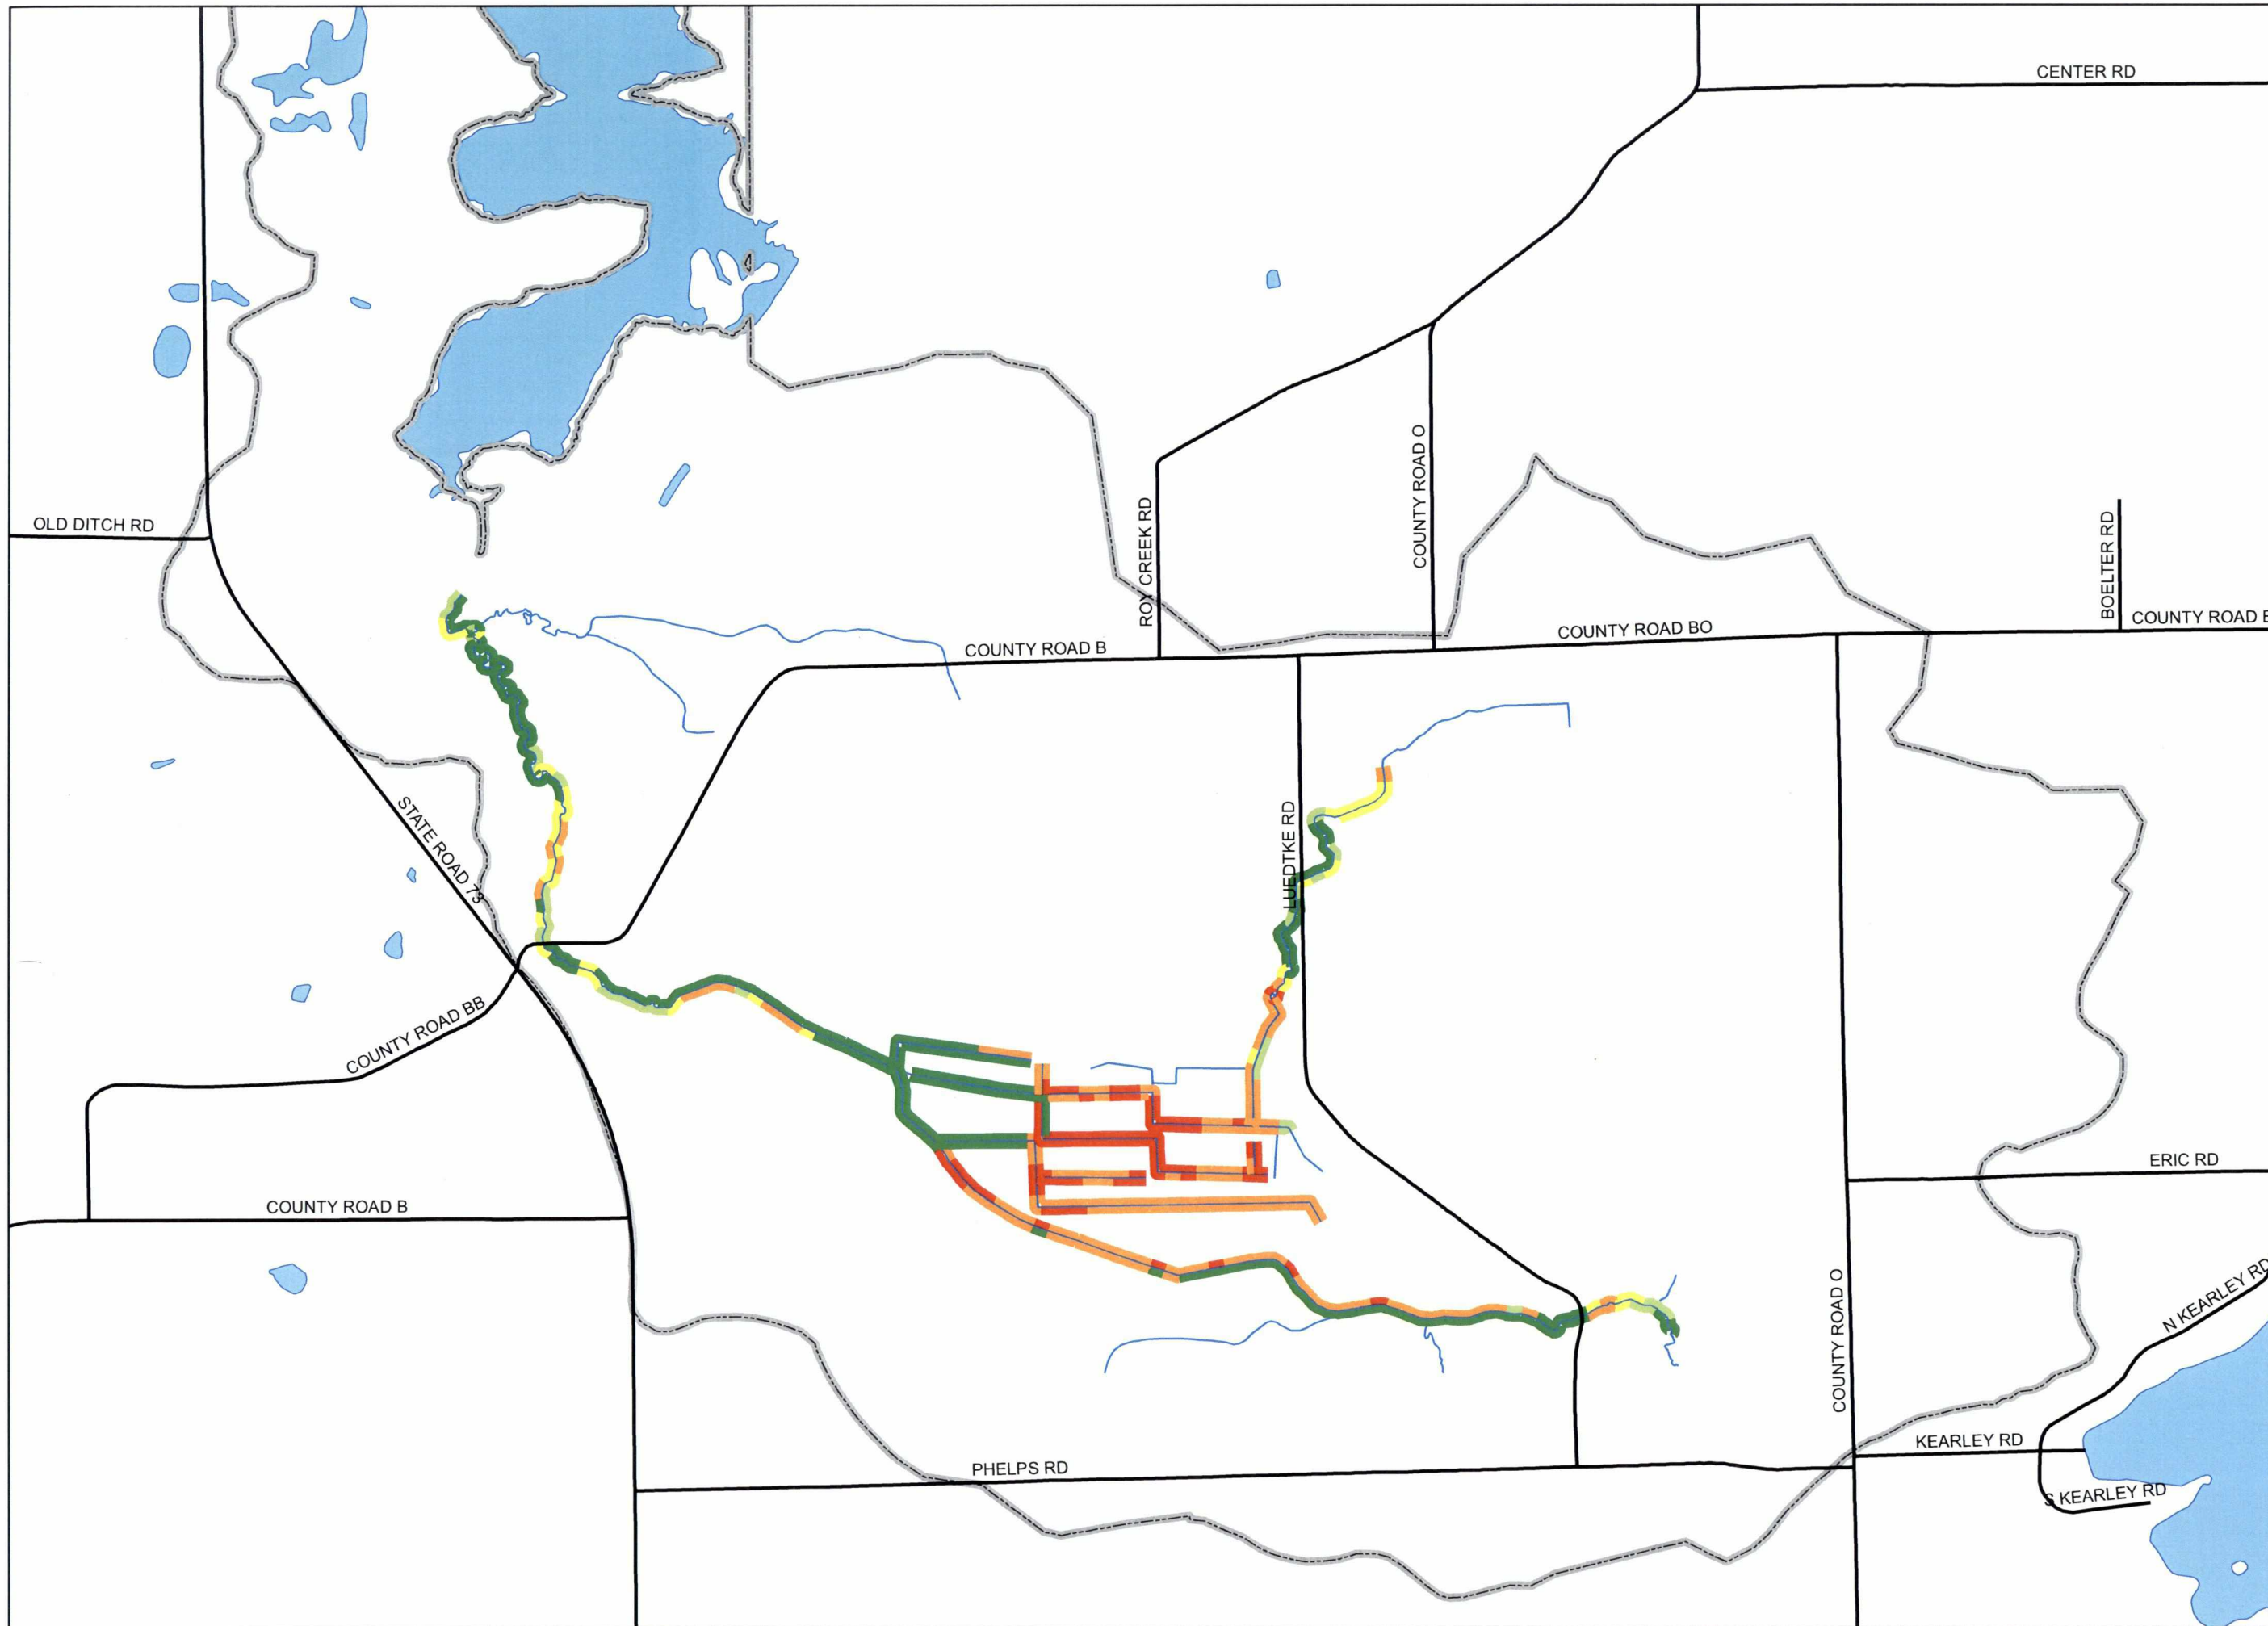 CENTER RD
COUNTY ROAD O
ROY CREEK RD
OLD DITCH RD
BOELTER RD
COUNTY ROAD B
COUNTY ROAD BO
COUNTY ROAD B
STATE ROAD 73
LUEDTKE RD
COUNTY ROAD BB
ERIC RD
COUNTY ROAD B
N KEARLEY RD
COUNTY ROAD O
KEARLEY RD
PHELPS RD
S KEARLEY RD